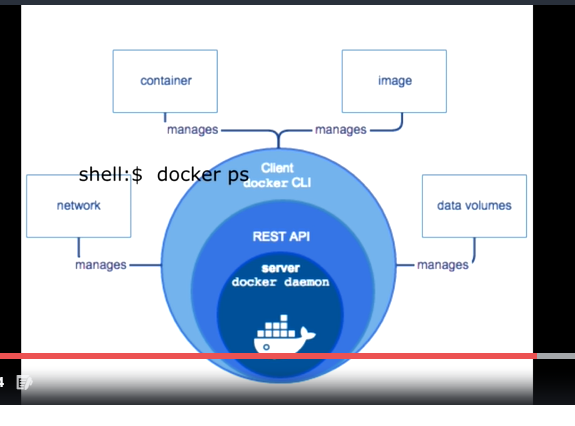 container
image
manages
manages
shell:$ docker ps
Client
docker CLI
network
data volumes
REST API
manages
manages
server
docker daemon
4